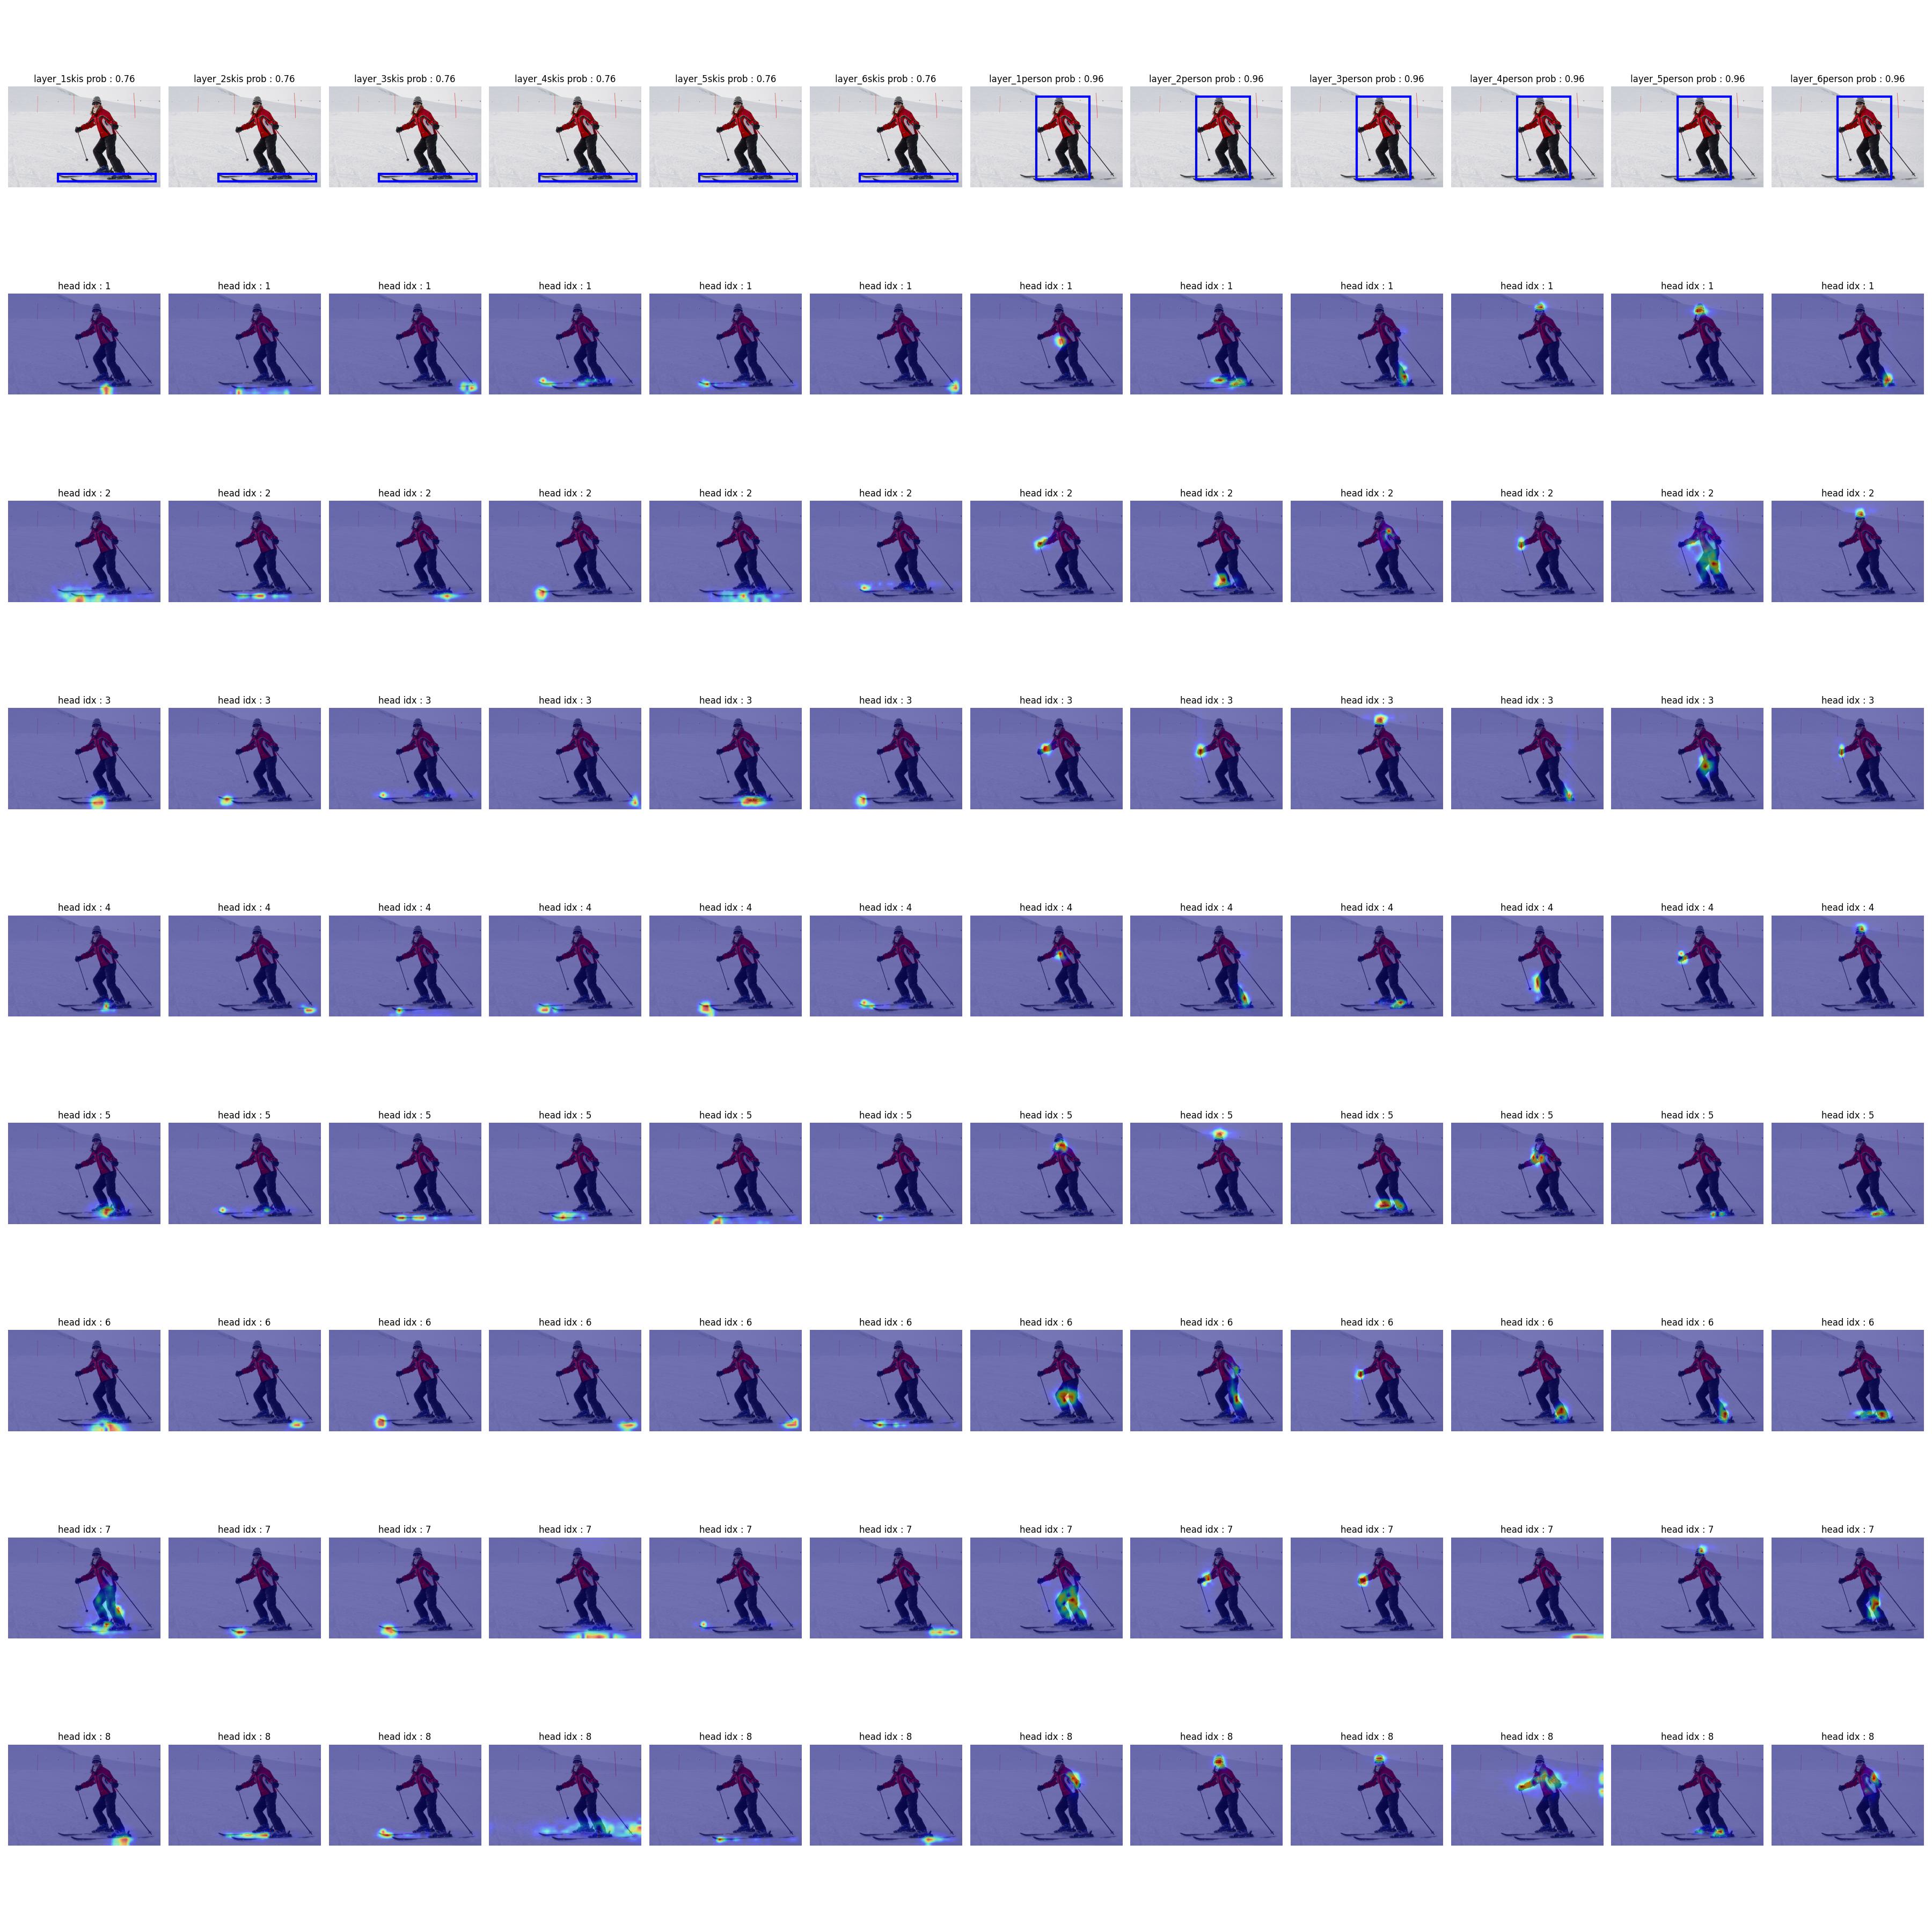 layer_1skis prob : 0.76 layer_2skis prob : 0.76 layer_3skis prob : 0.76 layer_4skis prob : 0.76 layer_5skis prob : 0.76 layer_6skis prob : 0.76 layer_1person prob : 0.96 layer_2person prob : 0.96 layer_3person prob : 0.96 layer_4person prob : 0.96 layer_5person prob : 0.96 layer_6person prob : 0.96
head idx : 1 head idx : 1 head idx : 1 head idx : 1 head idx : 1 head idx : 1 head idx : 1 head idx : 1 head idx : 1 head idx : 1 head idx : 1 head idx : 1
head idx : 2 head idx : 2 head idx : 2 head idx : 2 head idx : 2 head idx : 2 head idx : 2 head idx : 2 head idx : 2 head idx : 2 head idx : 2 head idx : 2
head idx : 3 head idx : 3 head idx : 3 head idx : 3 head idx : 3 head idx : 3 head idx : 3 head idx : 3 head idx : 3 head idx : 3 head idx : 3 head idx : 3
head idx : 4 head idx : 4 head idx : 4 head idx : 4 head idx : 4 head idx : 4 head idx : 4 head idx : 4 head idx : 4 head idx : 4 head idx : 4 head idx : 4
head idx : 5 head idx : 5 head idx : 5 head idx : 5 head idx : 5 head idx : 5 head idx : 5 head idx : 5 head idx : 5 head idx : 5 head idx : 5 head idx : 5
head idx : 6 head idx : 6 head idx : 6 head idx : 6 head idx : 6 head idx : 6 head idx : 6 head idx : 6 head idx : 6 head idx : 6 head idx : 6 head idx : 6
head idx : 7 head idx : 7 head idx : 7 head idx : 7 head idx : 7 head idx : 7 head idx : 7 head idx : 7 head idx : 7 head idx : 7 head idx : 7 head idx : 7
head idx : 8 head idx : 8 head idx : 8 head idx : 8 head idx : 8 head idx : 8 head idx : 8 head idx : 8 head idx : 8 head idx : 8 head idx : 8 head idx : 8